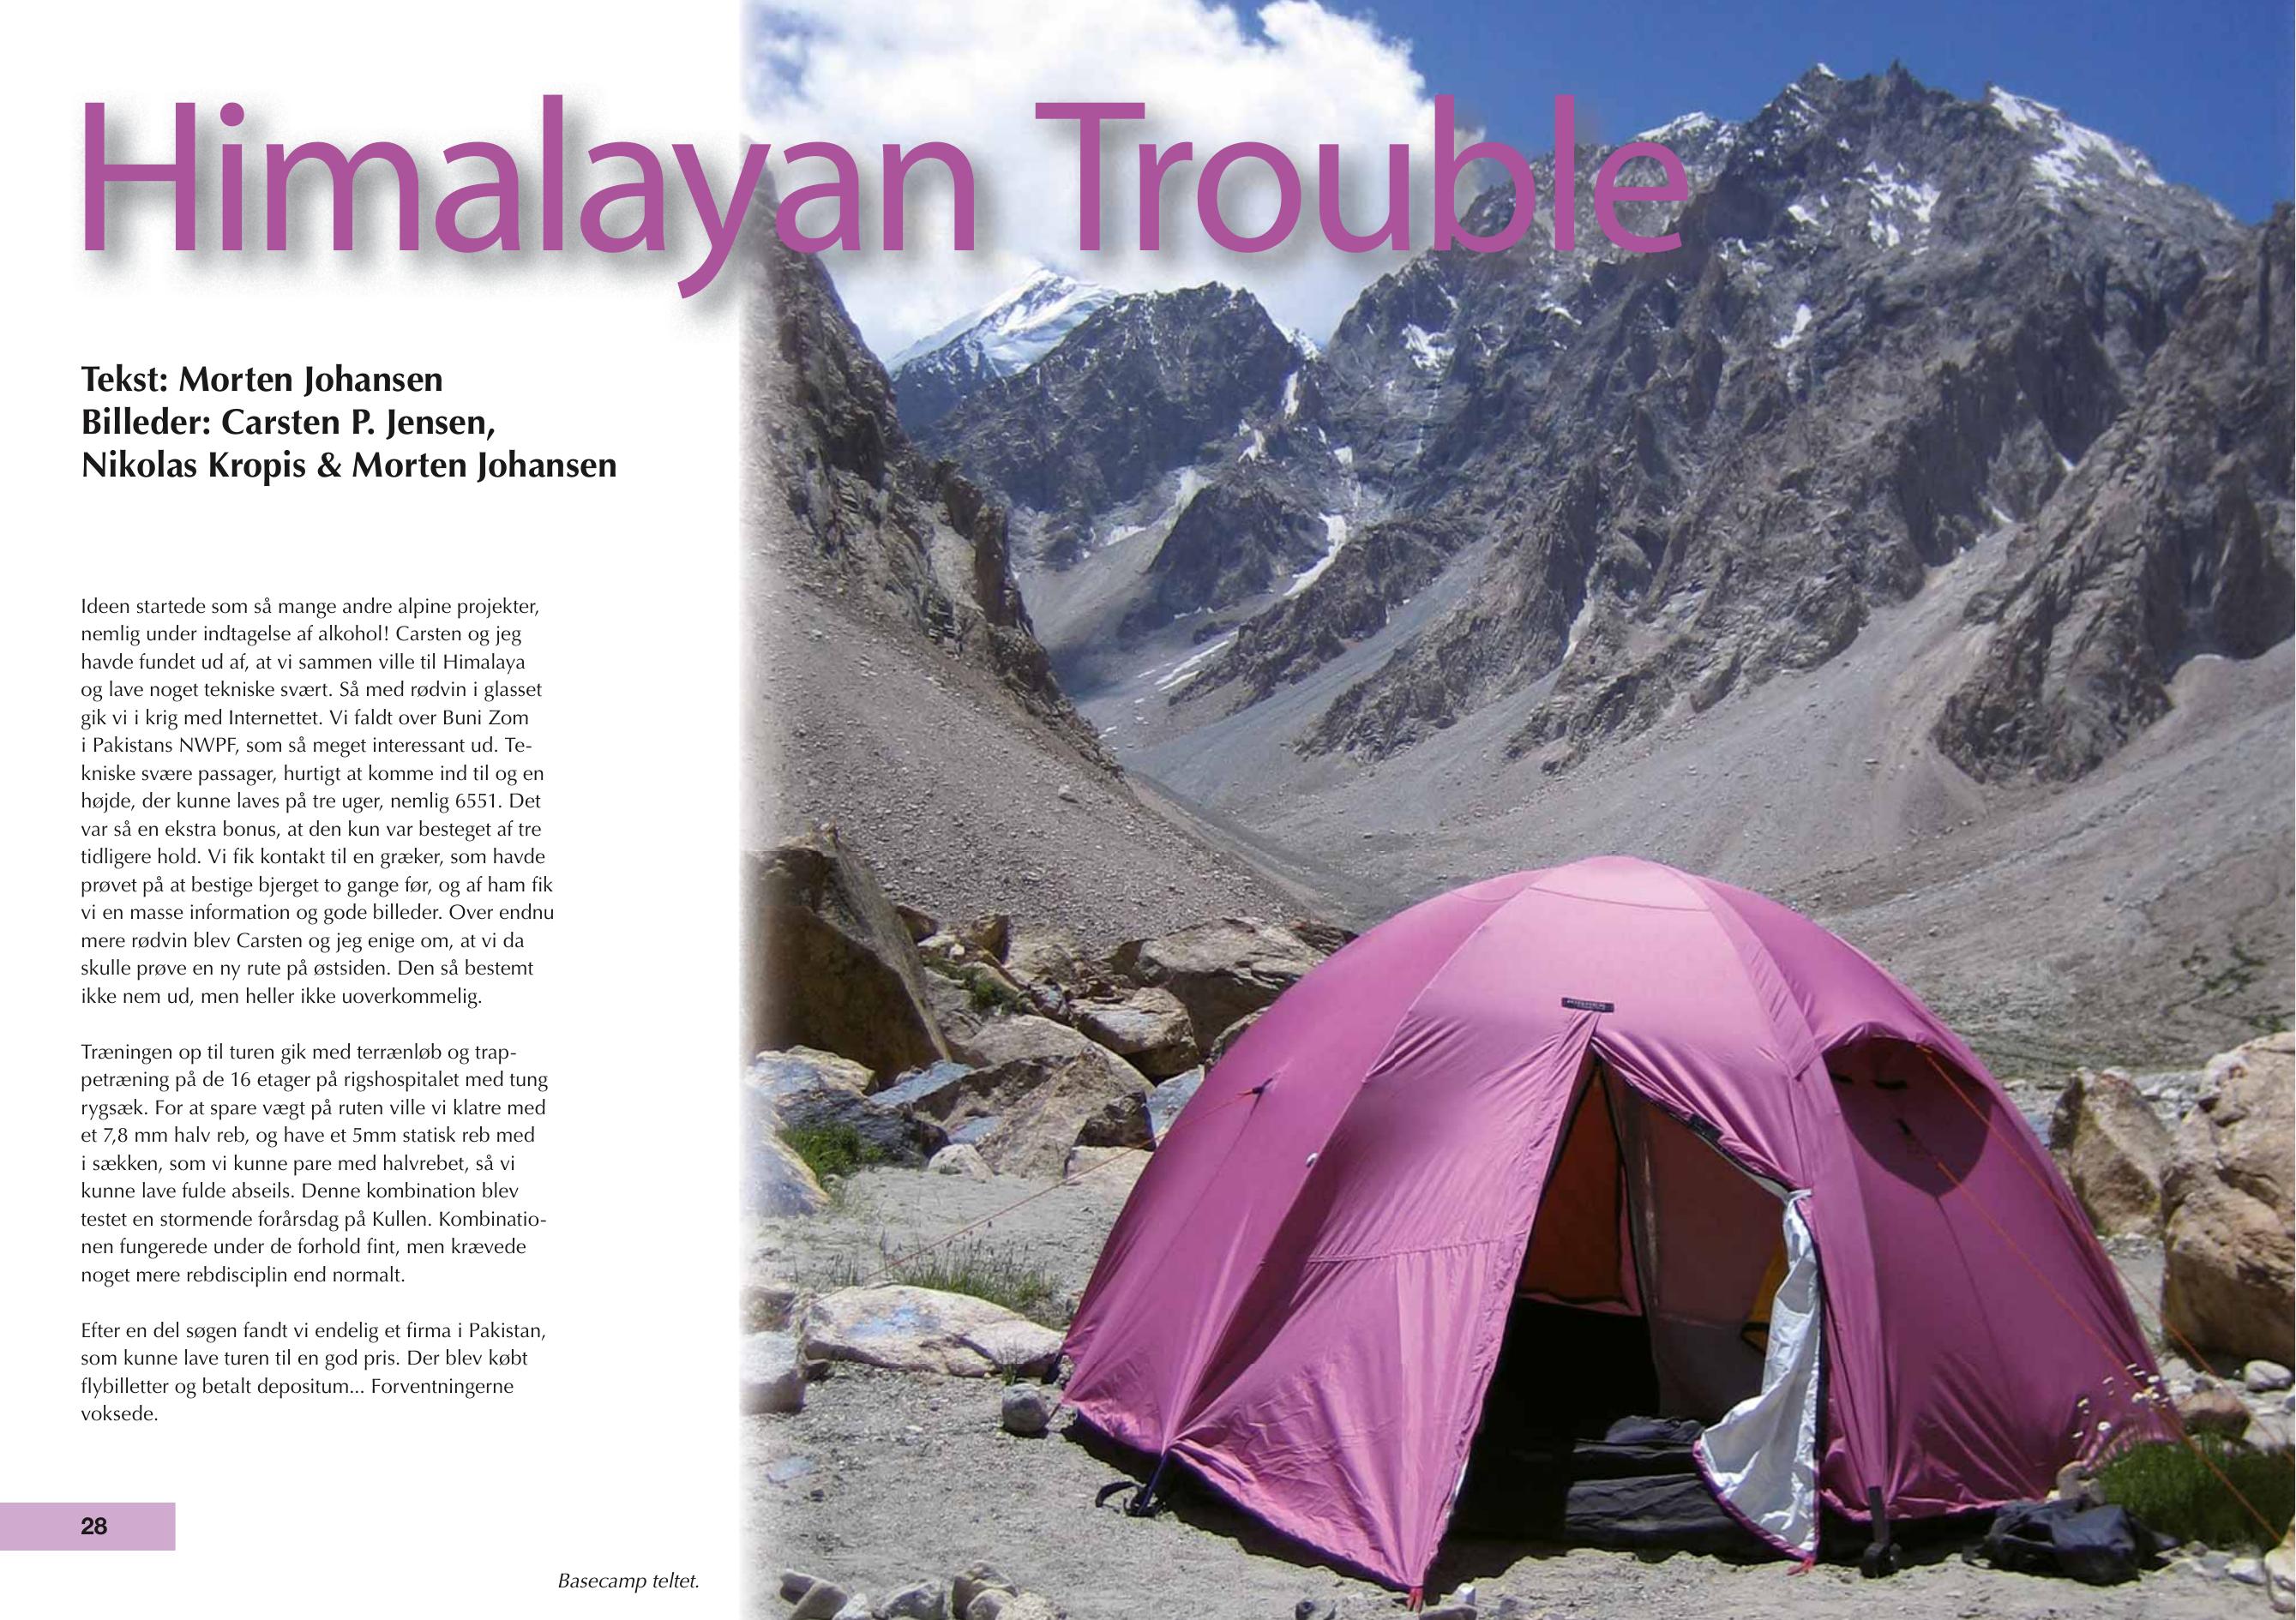 Himalayan Trouble
Tekst: Morten Johansen
Billeder: Carsten P. Jensen,
Nikolas Kropis & Morten Johansen
Ideen startede som så mange andre alpine projekter,
nemlig under indtagelse af alkohol! Carsten og jeg
havde fundet ud af, at vi sammen ville til Himalaya
og lave noget tekniske svært. Så med rødvin i glasset
gik vi i krig med Internettet. Vi faldt over Buni Zom
i Pakistans NWPF, som så meget interessant ud. Te-
kniske svære passager, hurtigt at komme ind til og en
højde, der kunne laves på tre uger, nemlig 6551. Det
var så en ekstra bonus, at den kun var besteget af tre
tidligere hold. Vi fik kontakt til en græker, som havde
prøvet på at bestige bjerget to gange før, og af ham fik
vi en masse information og gode billeder. Over endnu
mere rødvin blev Carsten og jeg enige om, at vi da
skulle prøve en ny rute på østsiden. Den så bestemt
ikke nem ud, men heller ikke uoverkommelig.
Træningen op til turen gik med terrænløb og trap-
petræning på de 16 etager på rigshospitalet med tung
rygsæk. For at spare vægt på ruten ville vi klatre med
et 7,8 mm halv reb, og have et 5mm statisk reb med
i sækken, som vi kunne pare med halvrebet, så vi
kunne lave fulde abseils. Denne kombination blev
testet en stormende forårsdag på Kullen. Kombinatio-
nen fungerede under de forhold fint, men krævede
noget mere rebdisciplin end normalt.
Efter en del søgen fandt vi endelig et firma i Pakistan,
som kunne lave turen til en god pris. Der blev købt
flybilletter og betalt depositum... Forventningerne
voksede.
28
Basecamp teltet.